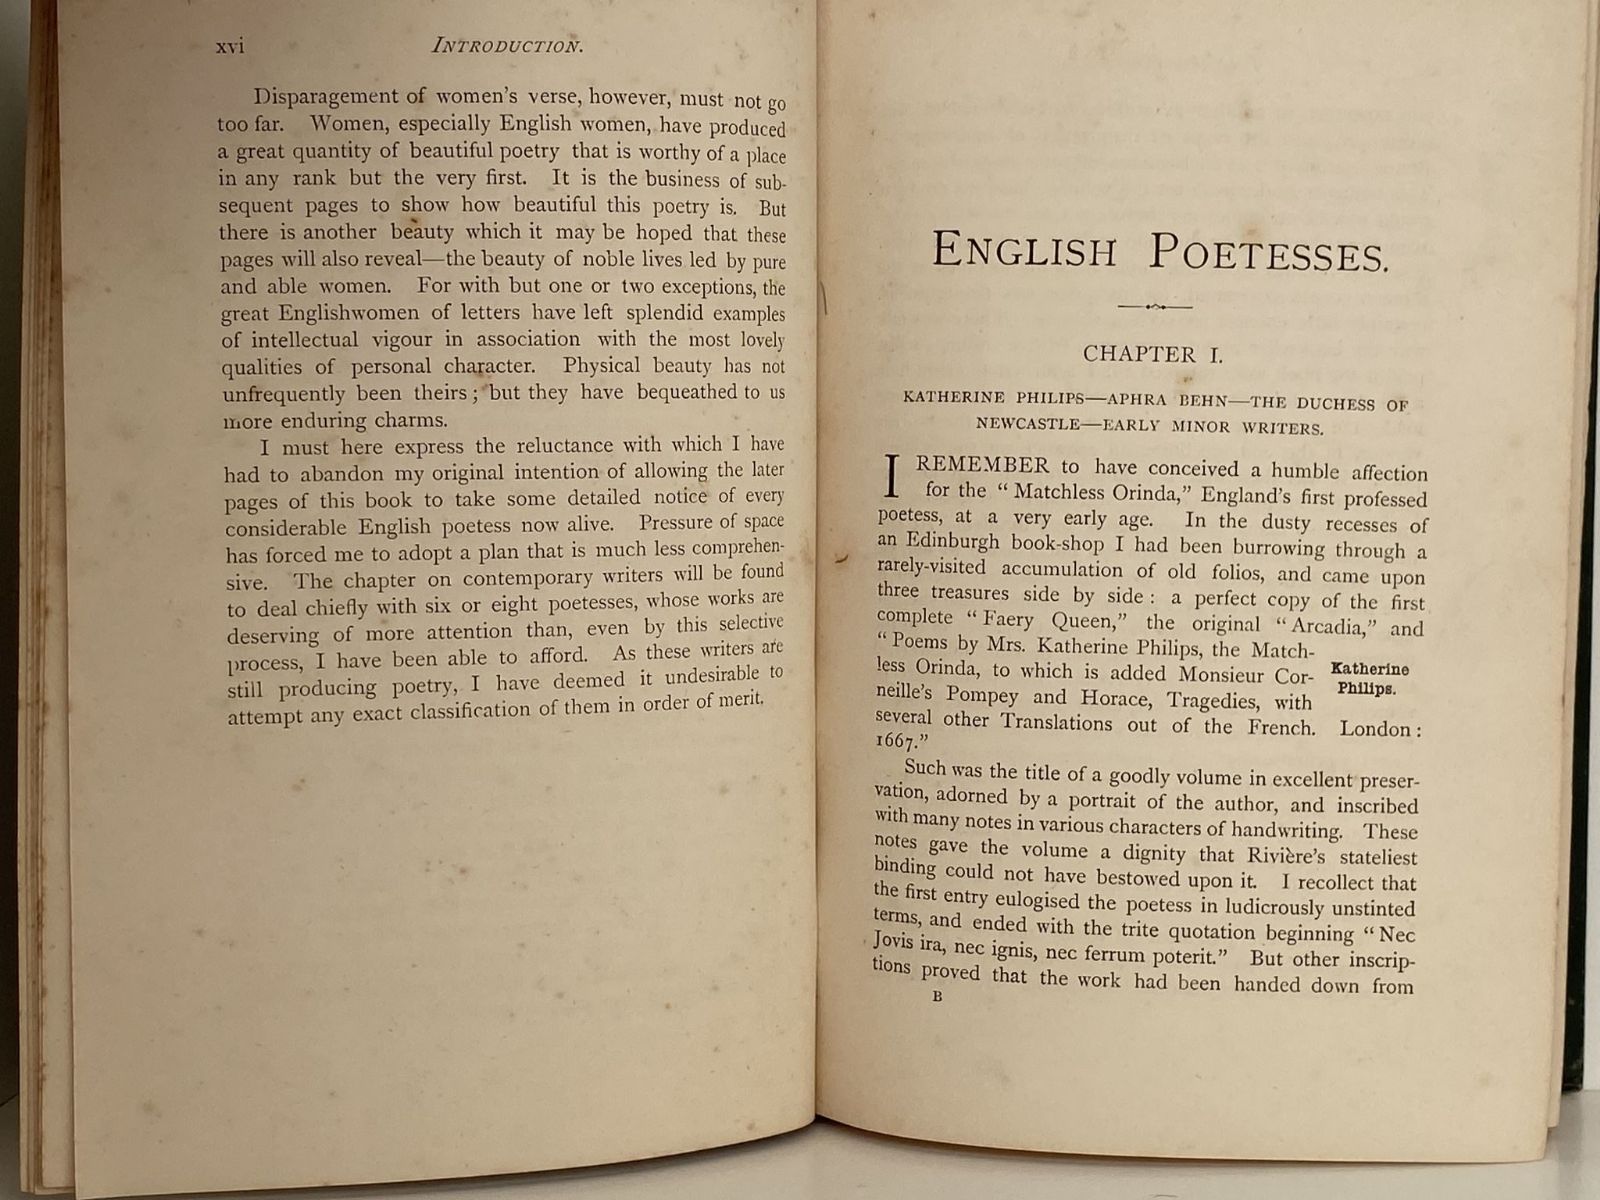 xvi INTRODUCTION.
Disparagement of women's verse, however, must not go
too far. Women, especially English women, have produced
a great quantity of beautiful poetry that is worthy of a place
in any rank but the very first. It is the business of sub-
sequent pages to show how beautiful this poetry is. But
there is another beauty which it may be hoped that these
pages will also reveal—the beauty of noble lives led by pure
and able women. For with but one or two exceptions, the
great Englishwomen of letters have left splendid examples
of intellectual vigour in association with the most lovely
qualities of personal character. Physical beauty has not
unfrequently been theirs; but they have bequeathed to us
more enduring charms.
I must here express the reluctance with which I have
had to abandon my original intention of allowing the later
pages of this book to take some detailed notice of every
considerable English poetess now alive. Pressure of space
has forced me to adopt a plan that is much less comprehen-
sive. The chapter on contemporary writers will be found
to deal chiefly with six or eight poetesses, whose works are
deserving of more attention than, even by this selective
process, I have been able to afford. As these writers are
still producing poetry, I have deemed it undesirable to
attempt any exact classification of them in order of merit.
ENGLISH POETESSES.
CHAPTER I.
KATHERINE PHILIPS—APHRA BEHN—THE DUCHESS OF
NEWCASTLE—EARLY MINOR WRITERS.
I REMEMBER to have conceived a humble affection
for the "Matchless Orinda," England's first professed
poetess, at a very early age. In the dusty recesses of
an Edinburgh book-shop I had been burrowing through a
rarely-visited accumulation of old folios, and came upon
three treasures side by side: a perfect copy of the first
complete "Faery Queen," the original "Arcadia," and
"Poems by Mrs. Katherine Philips, the Match-
less Orinda, to which is added Monsieur Cor-
neille's Pompey and Horace, Tragedies, with
several other Translations out of the French. London:
1667."
Katherine
Philips.
Such was the title of a goodly volume in excellent preser-
vation, adorned by a portrait of the author, and inscribed
with many notes in various characters of handwriting. These
notes gave the volume a dignity that Rivière's stateliest
binding could not have bestowed upon it. I recollect that
the first entry eulogised the poetess in ludicrously unstinted
terms, and ended with the trite quotation beginning "Nec
Jovis ira, nec ignis, nec ferrum poterit." But other inscrip-
tions proved that the work had been handed down from
B